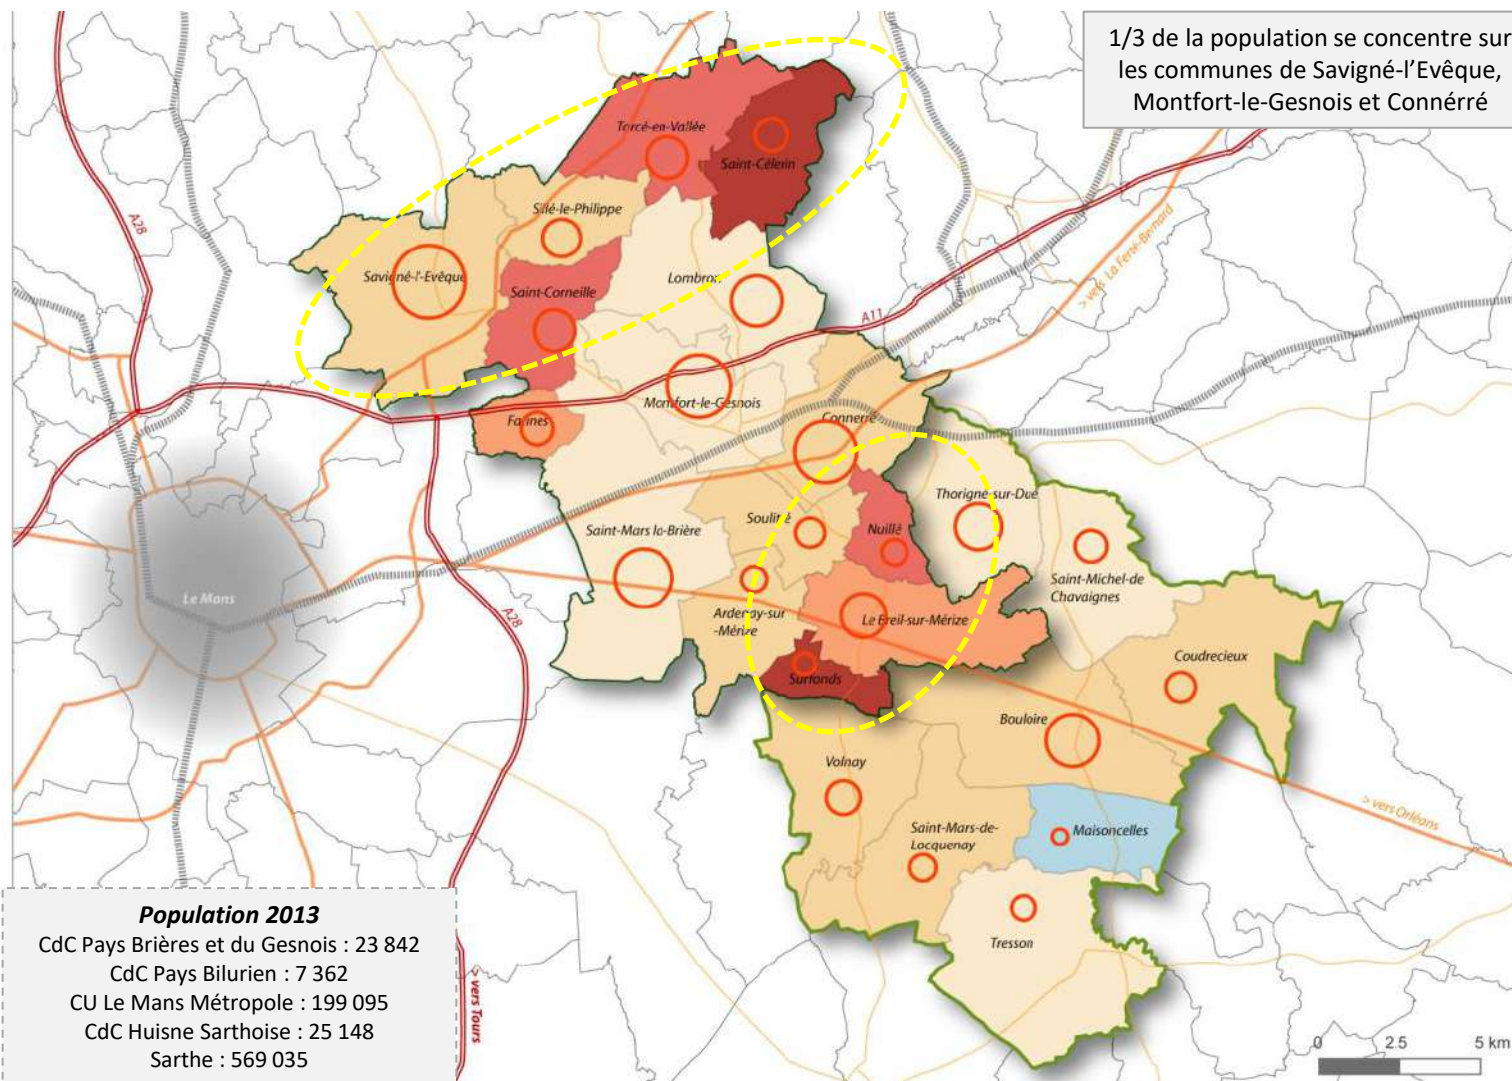 1/3 de la population se concentre sur
les communes de Savigné-l'Evêque,
Montfort-le-Gesnois et Connérré
Torcé-en-Vallée
Saint-Célerin
A28
Sillé-le-Philippe
Savigné-l'-Evêque
Saint-Corneille
Lombron
> vers La Ferté-Bernard
A11
Montfort-le-Gesnois
Fatines
Connerré
Thorigné-sur-Dué
Soulitré
Nuillé
Saint-Mars la-Brière
Saint-Michel-de
Chavaignes
Le Mans
A28
Ardenay-sur
-Mérize
Le Breil-sur-Mérize
Surfonds
Coudrecieux
Bouloire
Volnay
> vers Orléans
Saint-Mars-de-
Locquenay
Maisoncelles
Tresson
> vers Tours
Population 2013
CdC Pays Brières et du Gesnois : 23 842
CdC Pays Bilurien : 7 362
CU Le Mans Métropole : 199 095
CdC Huisne Sarthoise : 25 148
Sarthe : 569 035
0 2.5 5 km